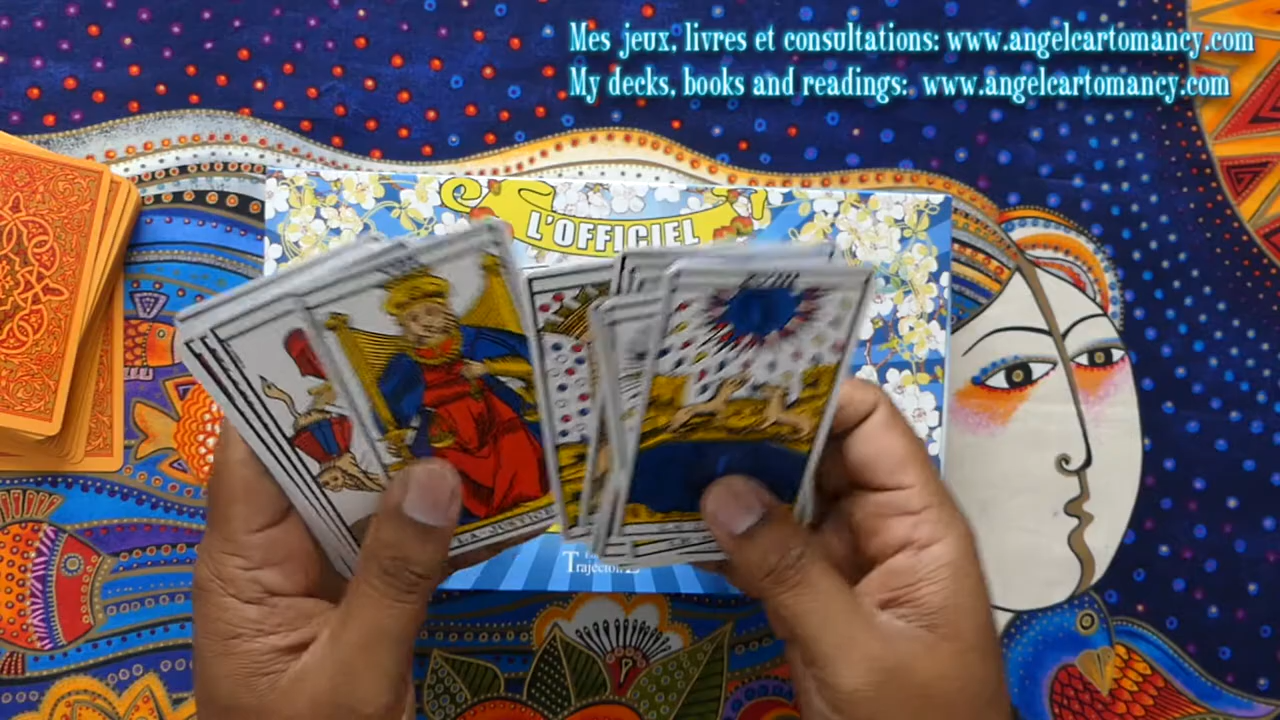 Mes jeux, livres et consultations: www.angelcartomancy.com
My decks, books and readings: www.angelcartomancy.com
L'OFFICIEL
LA·JUSTICE